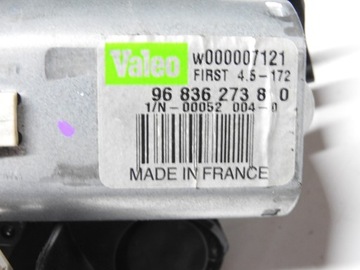 Valeo
W000007121
FIRST 4.5-172
96 836 273 8 0
1/N-00052 004-0
MADE IN FRANCE